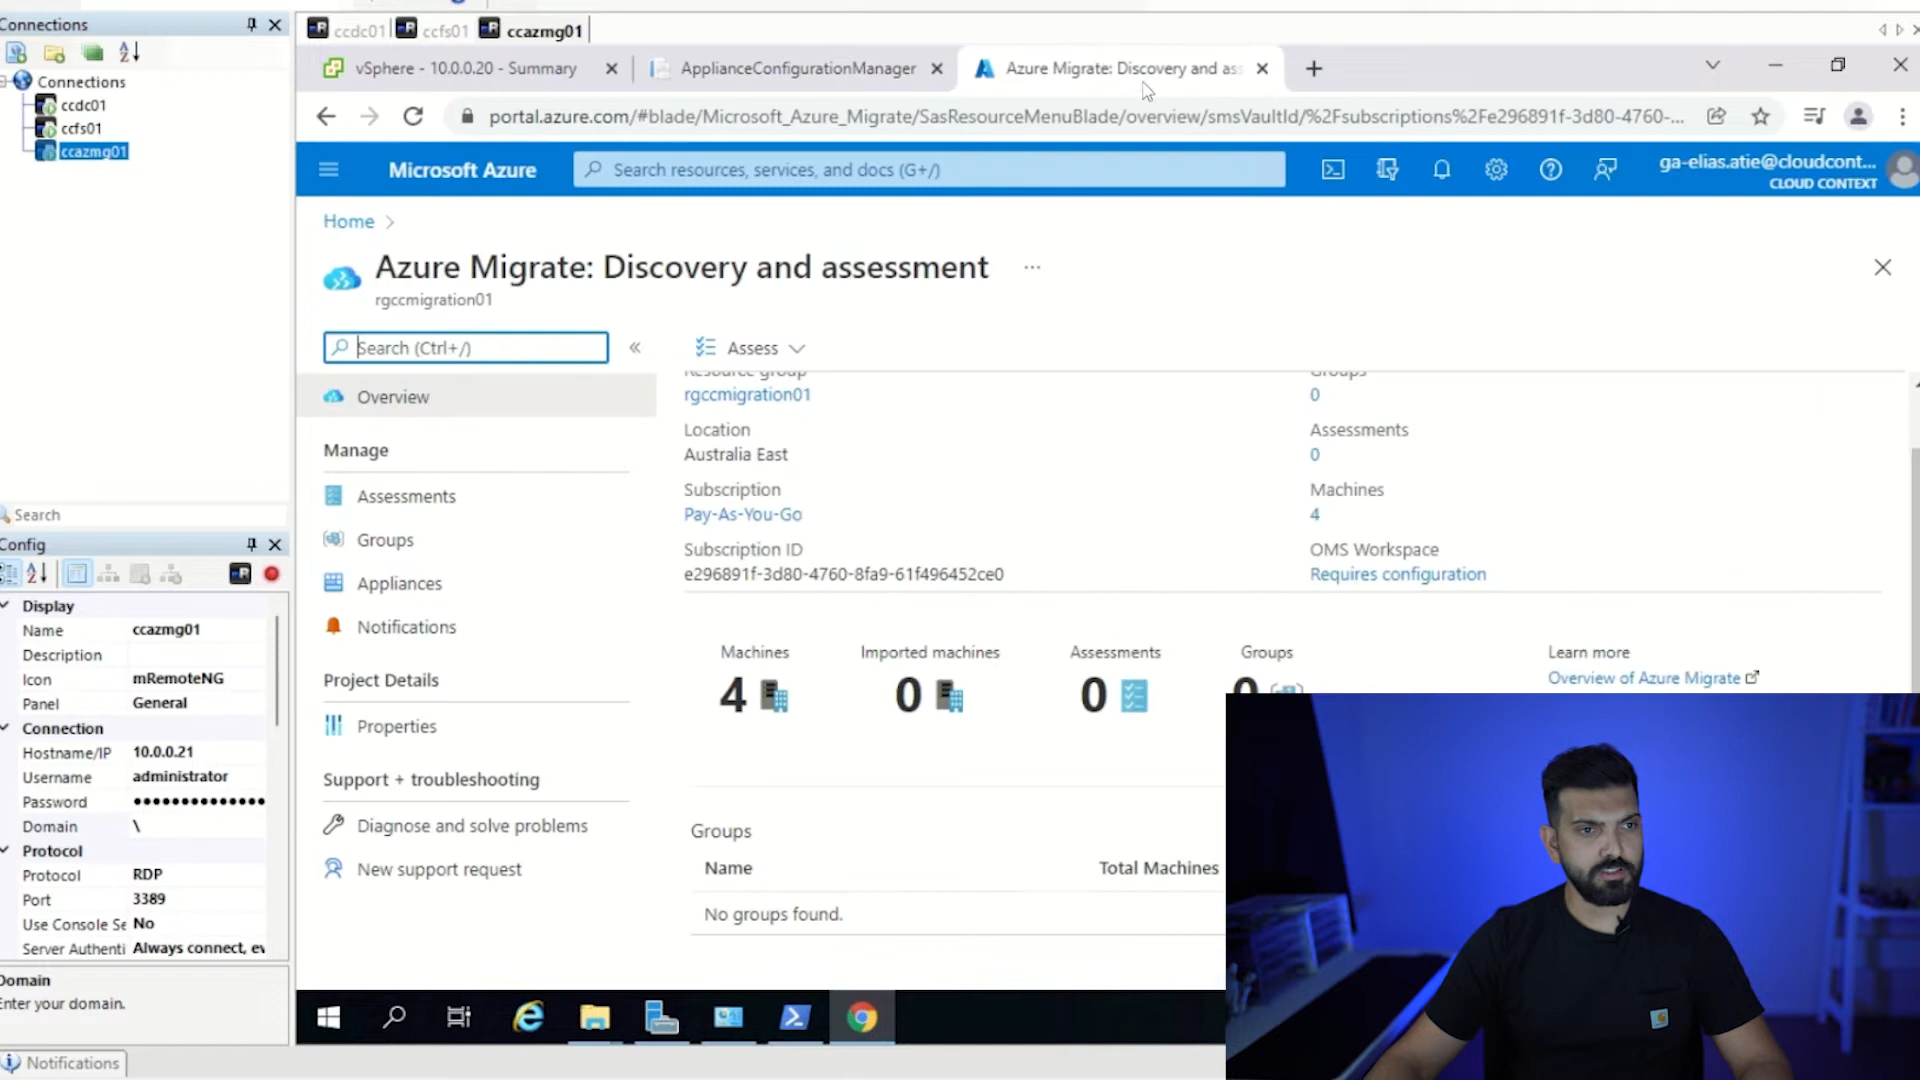 Connections
Connections
ccdc01
ccfs01
ccazmg01
Search
Config
Display
Name ccazmg01
Description
Icon mRemoteNG
Panel General
Connection
Hostname/IP 10.0.0.21
Username administrator
Password ●●●●●●●●●●●●●●
Domain \
Protocol
Protocol RDP
Port 3389
Use Console Se No
Server Authenti Always connect, ev
Domain
Enter your domain.
Notifications
ccdc01
ccfs01
ccazmg01
vSphere - 10.0.0.20 - Summary
ApplianceConfigurationManager
Azure Migrate: Discovery and as
portal.azure.com/#blade/Microsoft_Azure_Migrate/SasResourceMenuBlade/overview/smsVaultId/%2Fsubscriptions%2Fe296891f-3d80-4760-...
Microsoft Azure
Search resources, services, and docs (G+/)
ga-elias.atie@cloudcont...
CLOUD CONTEXT
Home
Azure Migrate: Discovery and assessment ...
rgccmigration01
Search (Ctrl+/)
Overview
Manage
Assessments
Groups
Appliances
Notifications
Project Details
Properties
Support + troubleshooting
Diagnose and solve problems
New support request
Assess
Resource group
rgccmigration01
Location
Australia East
Subscription
Pay-As-You-Go
Subscription ID
e296891f-3d80-4760-8fa9-61f496452ce0
Groups
0
Assessments
0
Machines
4
OMS Workspace
Requires configuration
Machines
4
Imported machines
0
Assessments
0
Groups
0
Learn more
Overview of Azure Migrate
Groups
Name Total Machines
No groups found.